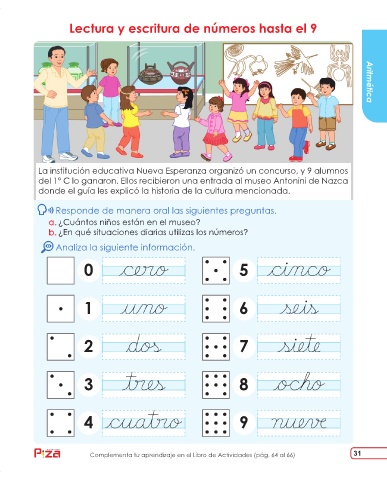 Lectura y escritura de números hasta el 9
Aritmética
La institución educativa Nueva Esperanza organizó un concurso, y 9 alumnos
del 1° C lo ganaron. Ellos recibieron una entrada al museo Antonini de Nazca
donde el guía les explicó la historia de la cultura mencionada.
Responde de manera oral las siguientes preguntas.
a. ¿Cuántos niños están en el museo?
b. ¿En qué situaciones diarias utilizas los números?
Analiza la siguiente información.
0 cero 5 cinco
1 uno 6 seis
2 dos 7 siete
3 tres 8 ocho
4 cuatro 9 nueve
Complementa tu aprendizaje en el Libro de Actividades (pág. 64 al 66)
31